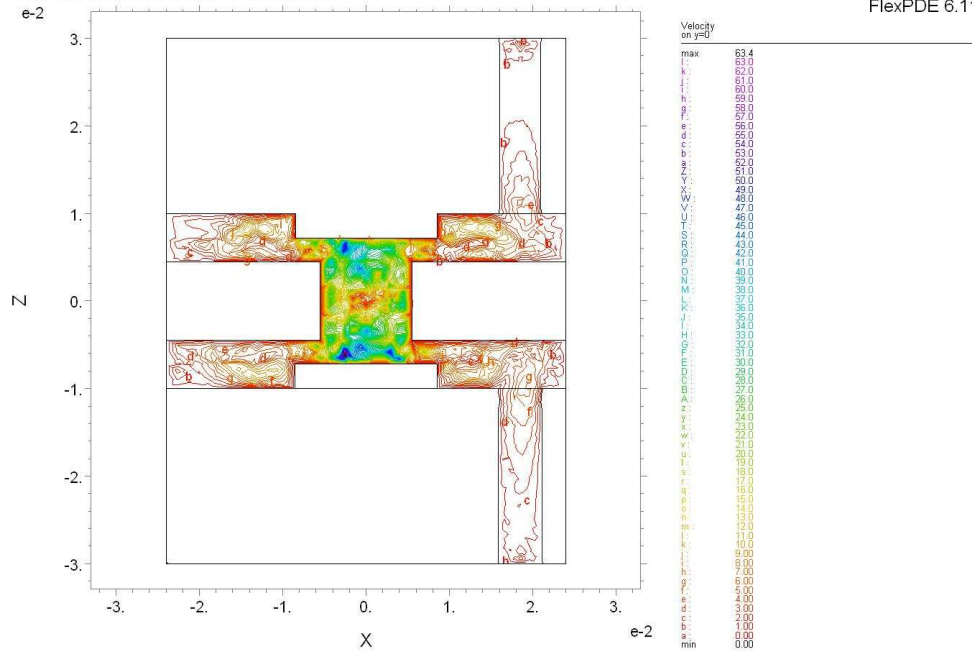 FlexPDE 6.11
e-2
Velocity
on y=0
max 63.4
l : 63.0
k : 62.0
j : 61.0
i : 60.0
h : 59.0
g : 58.0
f : 57.0
e : 56.0
d : 55.0
c : 54.0
b : 53.0
a : 52.0
Z : 51.0
Y : 50.0
X : 49.0
W : 48.0
V : 47.0
U : 46.0
T : 45.0
S : 44.0
R : 43.0
Q : 42.0
P : 41.0
O : 40.0
N : 39.0
M : 38.0
L : 37.0
K : 36.0
J : 35.0
I : 34.0
H : 33.0
G : 32.0
F : 31.0
E : 30.0
D : 29.0
C : 28.0
B : 27.0
A : 26.0
z : 25.0
y : 24.0
x : 23.0
w : 22.0
v : 21.0
u : 20.0
t : 19.0
s : 18.0
r : 17.0
q : 16.0
p : 15.0
o : 14.0
n : 13.0
m : 12.0
l : 11.0
k : 10.0
j : 9.00
i : 8.00
h : 7.00
g : 6.00
f : 5.00
e : 4.00
d : 3.00
c : 2.00
b : 1.00
a : 0.00
min 0.00
3.
2.
1.
0.
-1.
-2.
-3.
Z
-3. -2. -1. 0. 1. 2. 3.
e-2
X